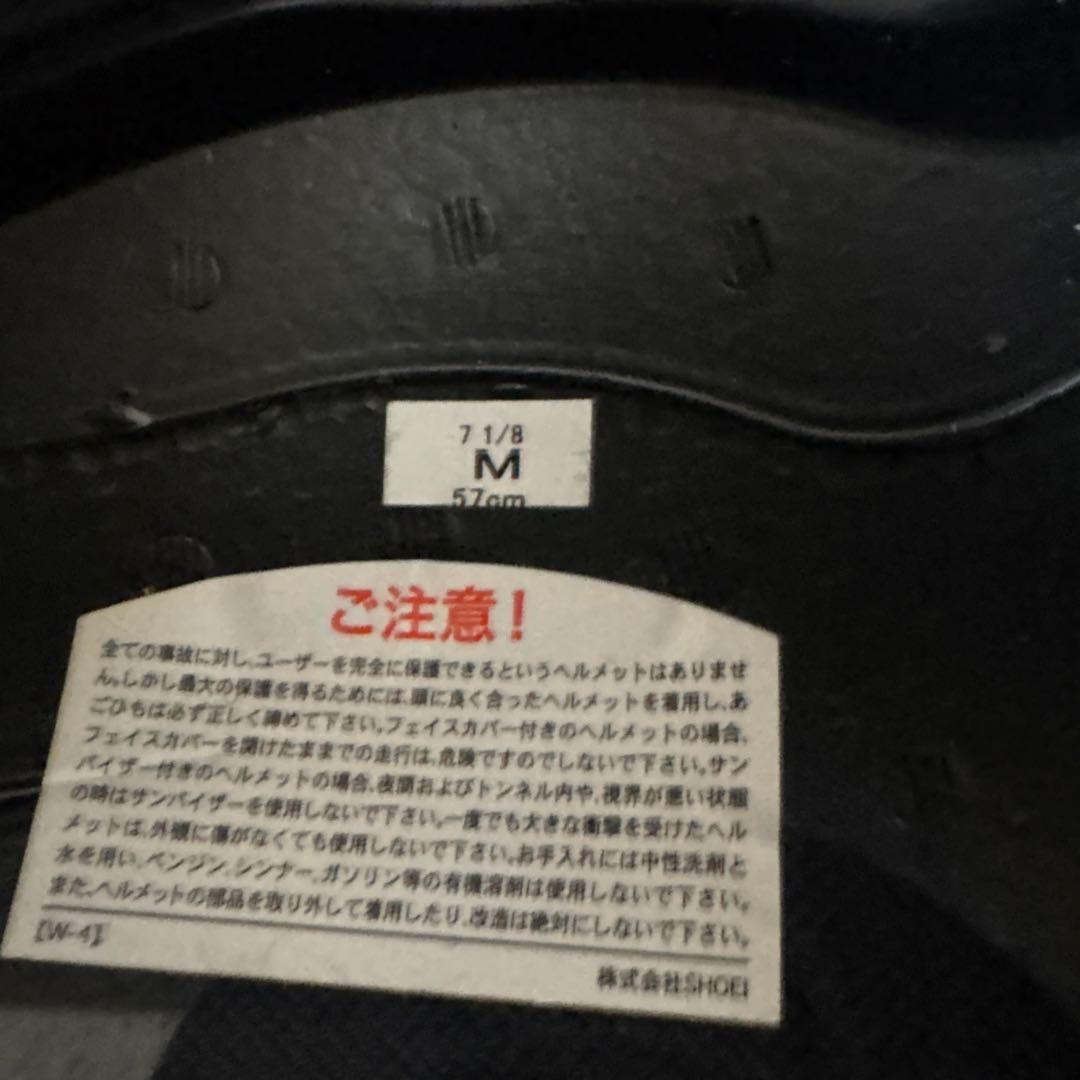 7 1/8
M
57cm
ご注意!
全ての事故に対し、ユーザーを完全に保護できるというヘルメットはありませ
ん。しかし最大の保護を得るためには、頭に良く合ったヘルメットを着用し、あ
ごひもは必ず正しく締めて下さい。フェイスカバー付きのヘルメットの場合、
フェイスカバーを開けたままでの走行は、危険ですのでしないで下さい。サン
バイザー付きのヘルメットの場合、夜間およびトンネル内や、視界が悪い状態
の時はサンバイザーを使用しないで下さい。一度でも大きな衝撃を受けたヘル
メットは、外観に傷がなくても使用しないで下さい。お手入れには中性洗剤と
水を用い、ベンジン、シンナー、ガソリン等の有機溶剤は使用しないで下さい。
また、ヘルメットの部品を取り外して着用したり、改造は絶対にしないで下さい。
【W-4】
株式会社SHOEI